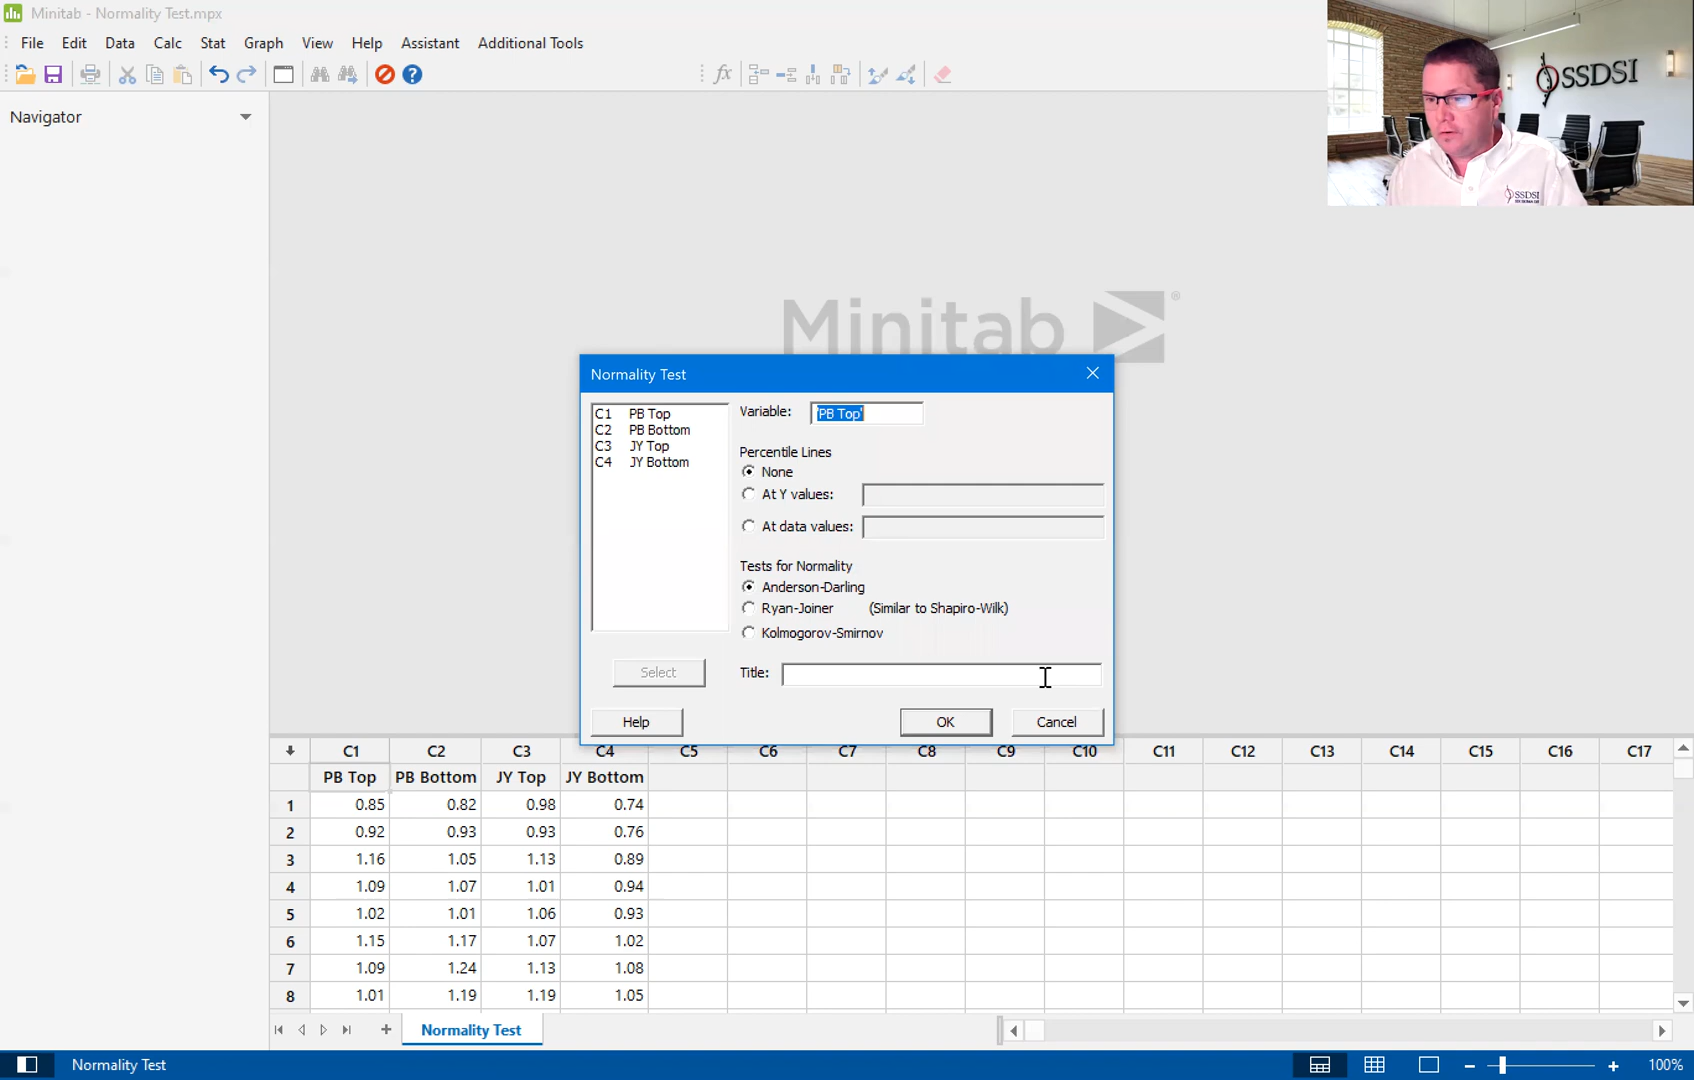 Minitab - Normality Test.mpx
File Edit Data Calc Stat Graph View Help Assistant Additional Tools
fx
SSDSI
SSDSI
Navigator
Minitab
Normality Test
C1 PB Top
C2 PB Bottom
C3 JY Top
C4 JY Bottom
Variable: 'PB Top'
Percentile Lines
None
At Y values:
At data values:
Tests for Normality
Anderson-Darling
Ryan-Joiner (Similar to Shapiro-Wilk)
Kolmogorov-Smirnov
Select
Title:
Help OK Cancel
C1 C2 C3 C4 C5 C6 C7 C8 C9 C10 C11 C12 C13 C14 C15 C16 C17
PB Top PB Bottom JY Top JY Bottom
1 0.85 0.82 0.98 0.74
2 0.92 0.93 0.93 0.76
3 1.16 1.05 1.13 0.89
4 1.09 1.07 1.01 0.94
5 1.02 1.01 1.06 0.93
6 1.15 1.17 1.07 1.02
7 1.09 1.24 1.13 1.08
8 1.01 1.19 1.19 1.05
Normality Test
Normality Test
100%